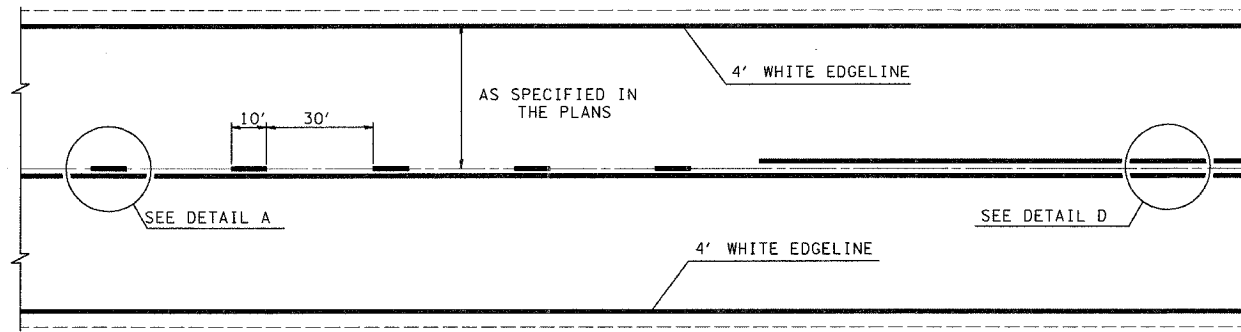 4' WHITE EDGELINE
AS SPECIFIED IN
THE PLANS
10'
30'
SEE DETAIL A
SEE DETAIL D
4' WHITE EDGELINE